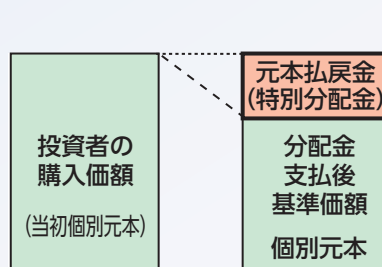 投資者の
購入価額
(当初個別元本)
元本払戻金
(特別分配金)
分配金
支払後
基準価額
個別元本